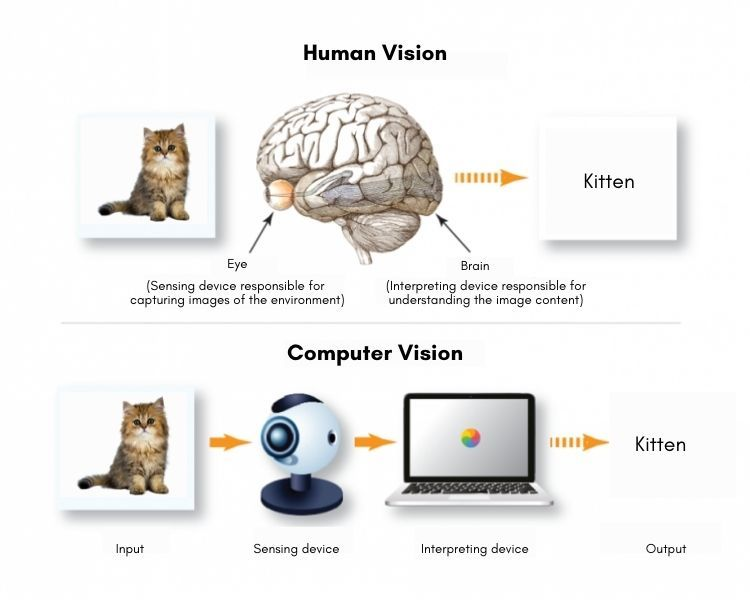 Human Vision
Kitten
Eye
(Sensing device responsible for
capturing images of the environment)
Brain
(Interpreting device responsible for
understanding the image content)
Computer Vision
Kitten
Input
Sensing device
Interpreting device
Output